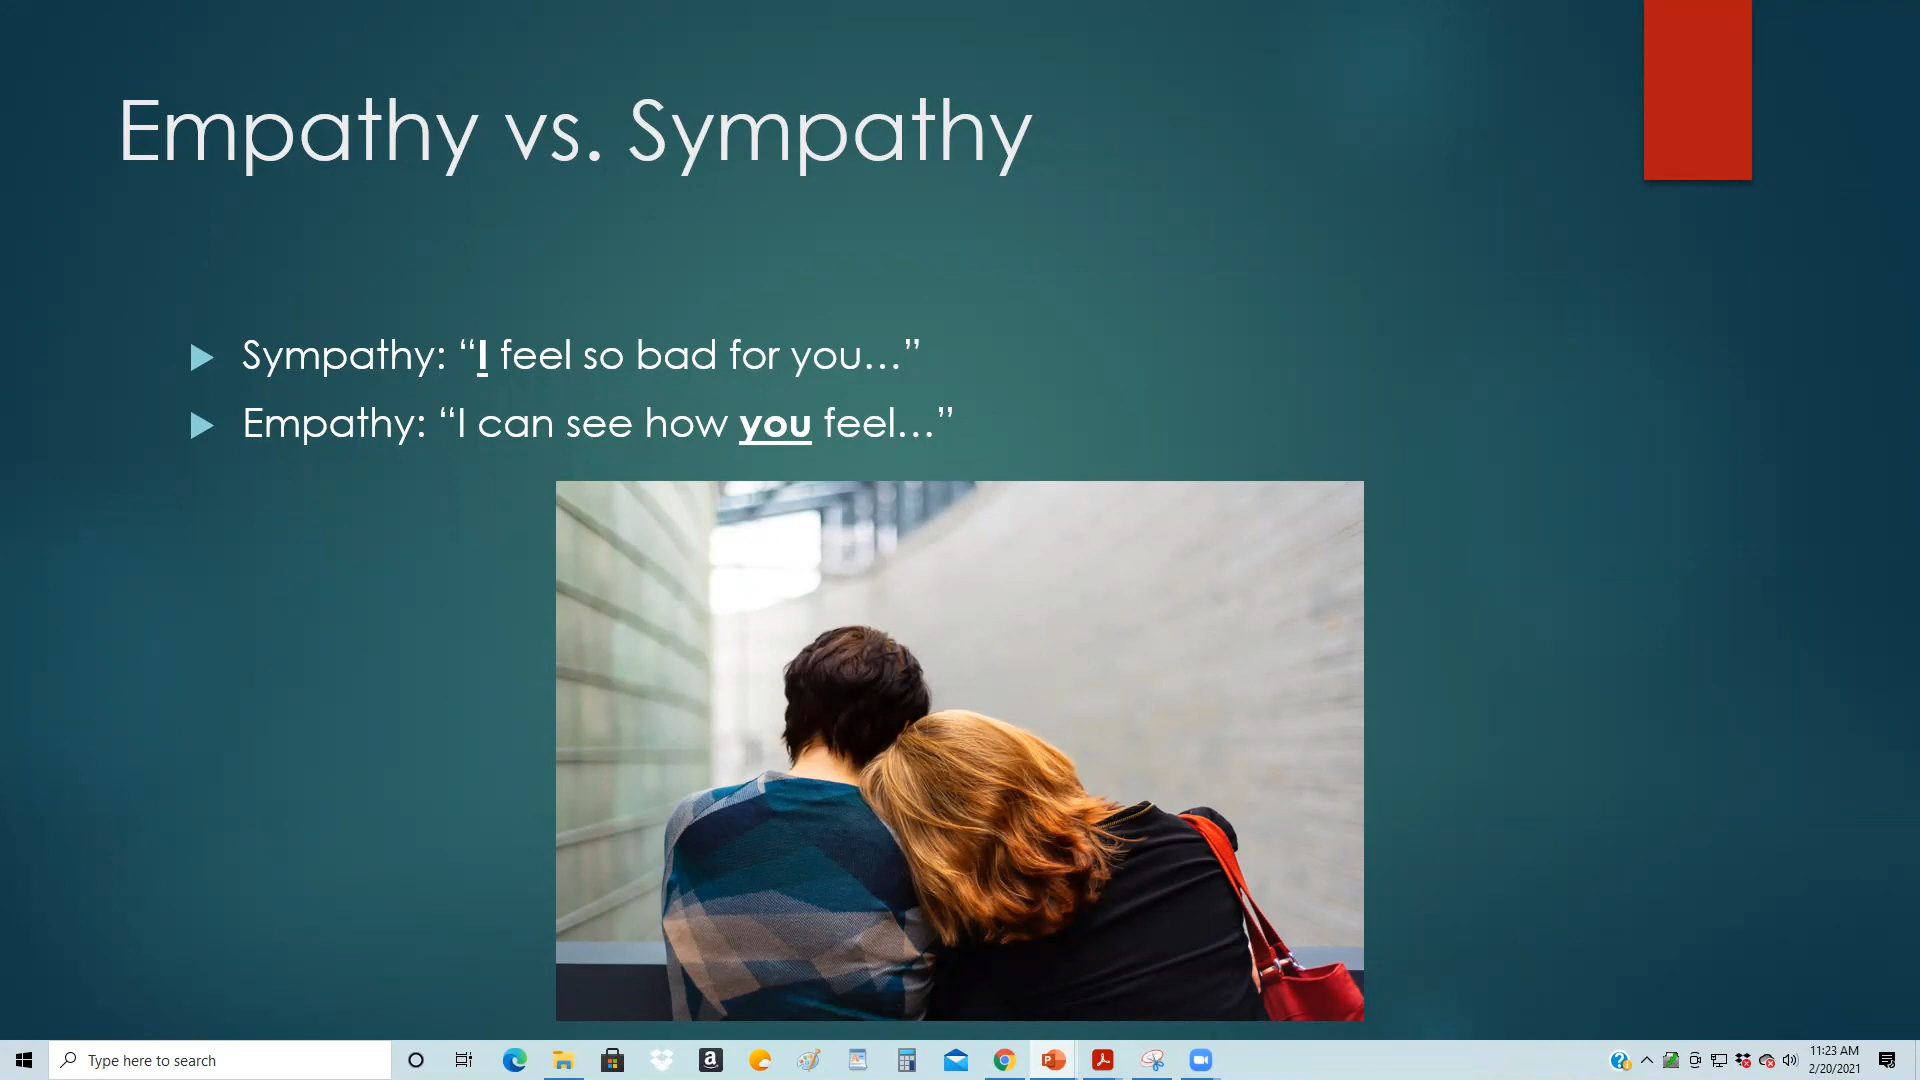 Empathy vs. Sympathy
Sympathy: “I feel so bad for you…”
Empathy: “I can see how you feel…”
Type here to search
11:23 AM
2/20/2021